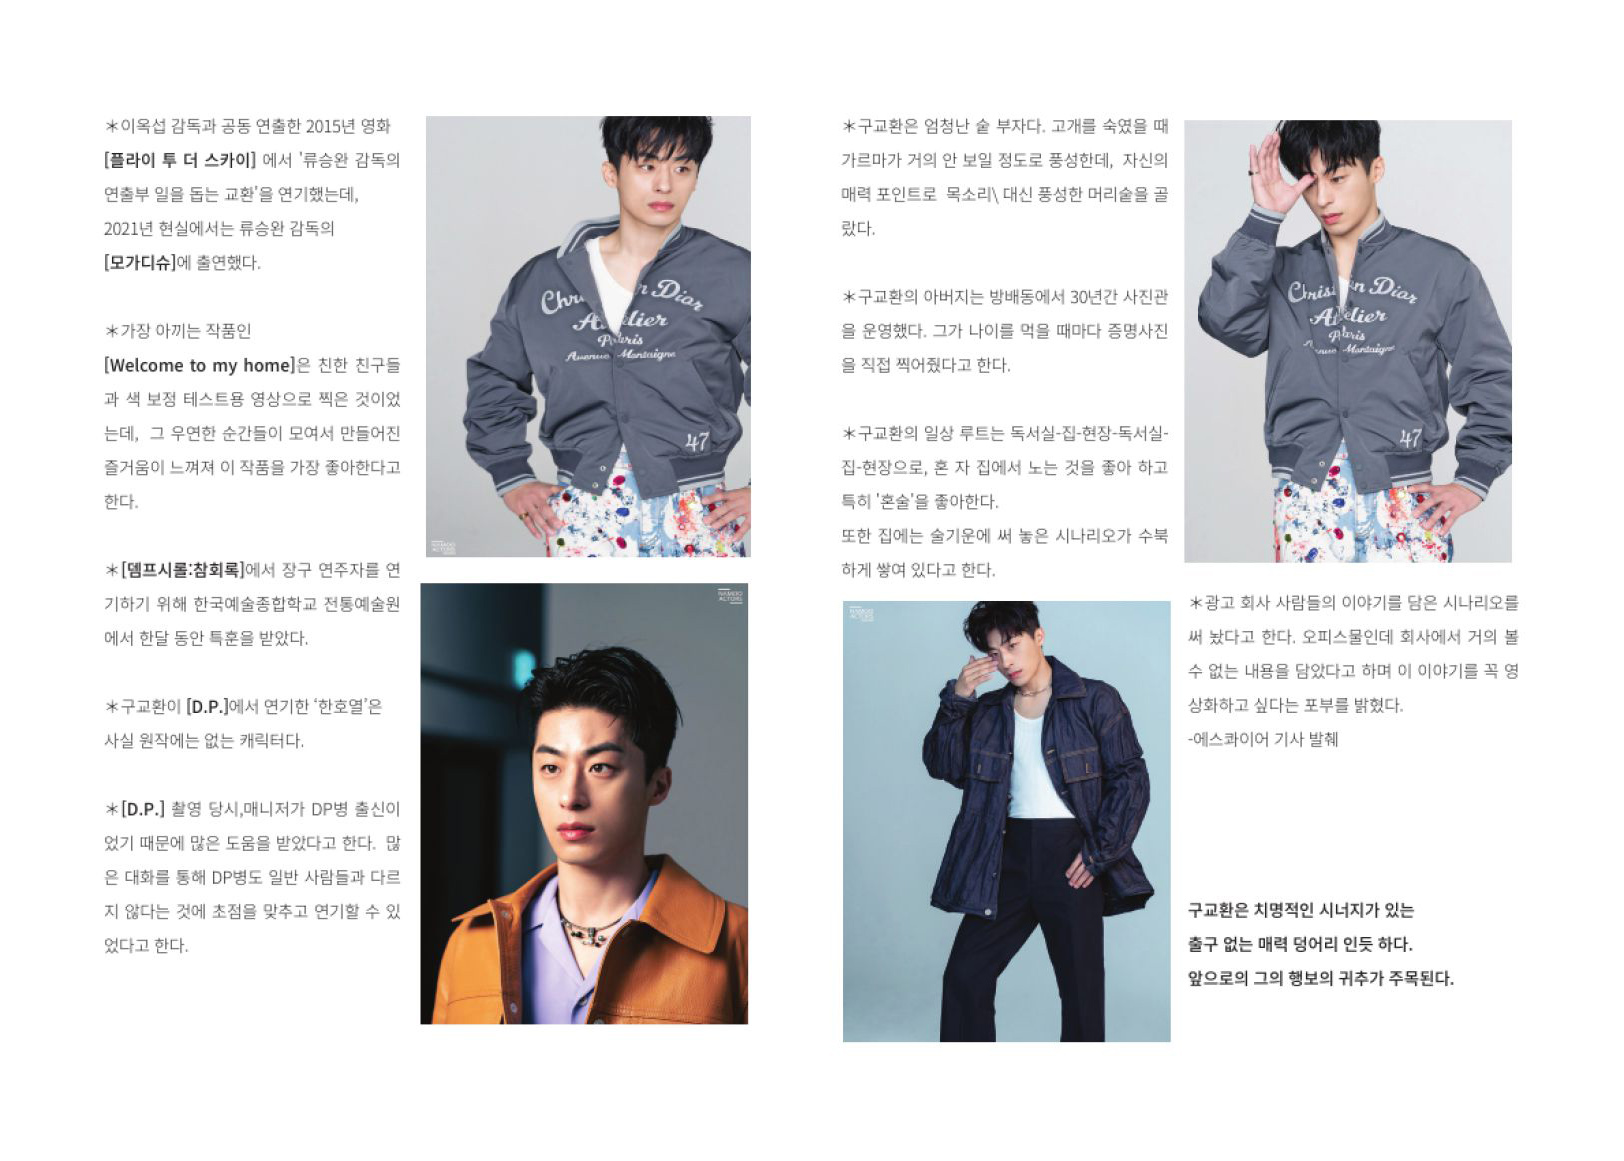 ＊이옥섭 감독과 공동 연출한 2015년 영화
[플라이 투 더 스카이] 에서 '류승완 감독의
연출부 일을 돕는 교환'을 연기했는데,
2021년 현실에서는 류승완 감독의
[모가디슈]에 출연했다.
＊가장 아끼는 작품인
[Welcome to my home]은 친한 친구들
과 색 보정 테스트용 영상으로 찍은 것이었
는데, 그 우연한 순간들이 모여서 만들어진
즐거움이 느껴져 이 작품을 가장 좋아한다고
한다.
＊[뎀프시롤:참회록]에서 장구 연주자를 연
기하기 위해 한국예술종합학교 전통예술원
에서 한달 동안 특훈을 받았다.
＊구교환이 [D.P.]에서 연기한 ‘한호열’은
사실 원작에는 없는 캐릭터다.
＊[D.P.] 촬영 당시,매니저가 DP병 출신이
었기 때문에 많은 도움을 받았다고 한다. 많
은 대화를 통해 DP병도 일반 사람들과 다르
지 않다는 것에 초점을 맞추고 연기할 수 있
었다고 한다.
Christian Dior
Atelier
Paris
Avenue Montaigne
47
NAMOO
ACTORS
NAMOO
ACTORS
＊구교환은 엄청난 숱 부자다. 고개를 숙였을 때
가르마가 거의 안 보일 정도로 풍성한데, 자신의
매력 포인트로 목소리\ 대신 풍성한 머리숱을 골
랐다.
＊구교환의 아버지는 방배동에서 30년간 사진관
을 운영했다. 그가 나이를 먹을 때마다 증명사진
을 직접 찍어줬다고 한다.
＊구교환의 일상 루트는 독서실-집-현장-독서실-
집-현장으로, 혼 자 집에서 노는 것을 좋아 하고
특히 '혼술'을 좋아한다.
또한 집에는 술기운에 써 놓은 시나리오가 수북
하게 쌓여 있다고 한다.
NAMOO
ACTORS
Christian Dior
Atelier
Paris
Avenue Montaigne
47
＊광고 회사 사람들의 이야기를 담은 시나리오를
써 놨다고 한다. 오피스물인데 회사에서 거의 볼
수 없는 내용을 담았다고 하며 이 이야기를 꼭 영
상화하고 싶다는 포부를 밝혔다.
-에스콰이어 기사 발췌
구교환은 치명적인 시너지가 있는
출구 없는 매력 덩어리 인듯 하다.
앞으로의 그의 행보의 귀추가 주목된다.